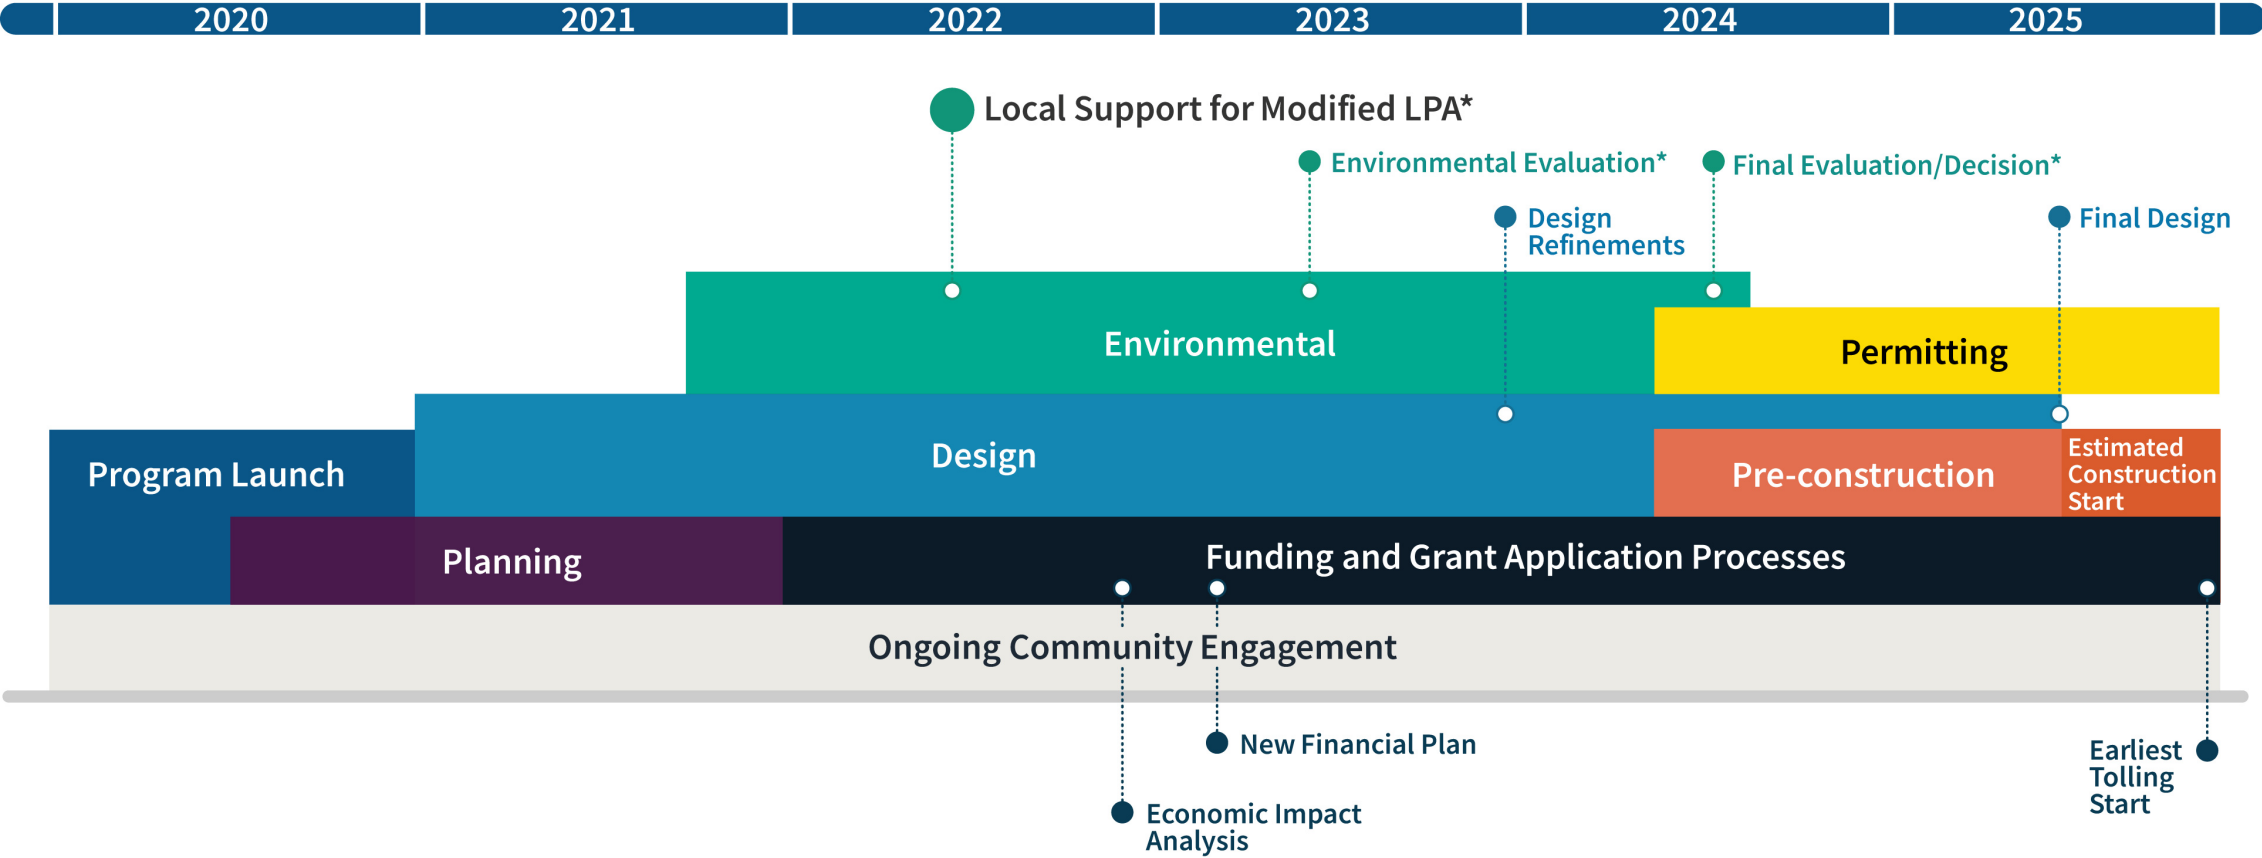 2020 2021 2022 2023 2024 2025
Local Support for Modified LPA*
Environmental Evaluation*
Final Evaluation/Decision*
Design
Refinements
Final Design
Environmental
Permitting
Design
Program Launch
Pre-construction
Estimated
Construction
Start
Planning
Funding and Grant Application Processes
Ongoing Community Engagement
New Financial Plan
Economic Impact
Analysis
Earliest
Tolling
Start